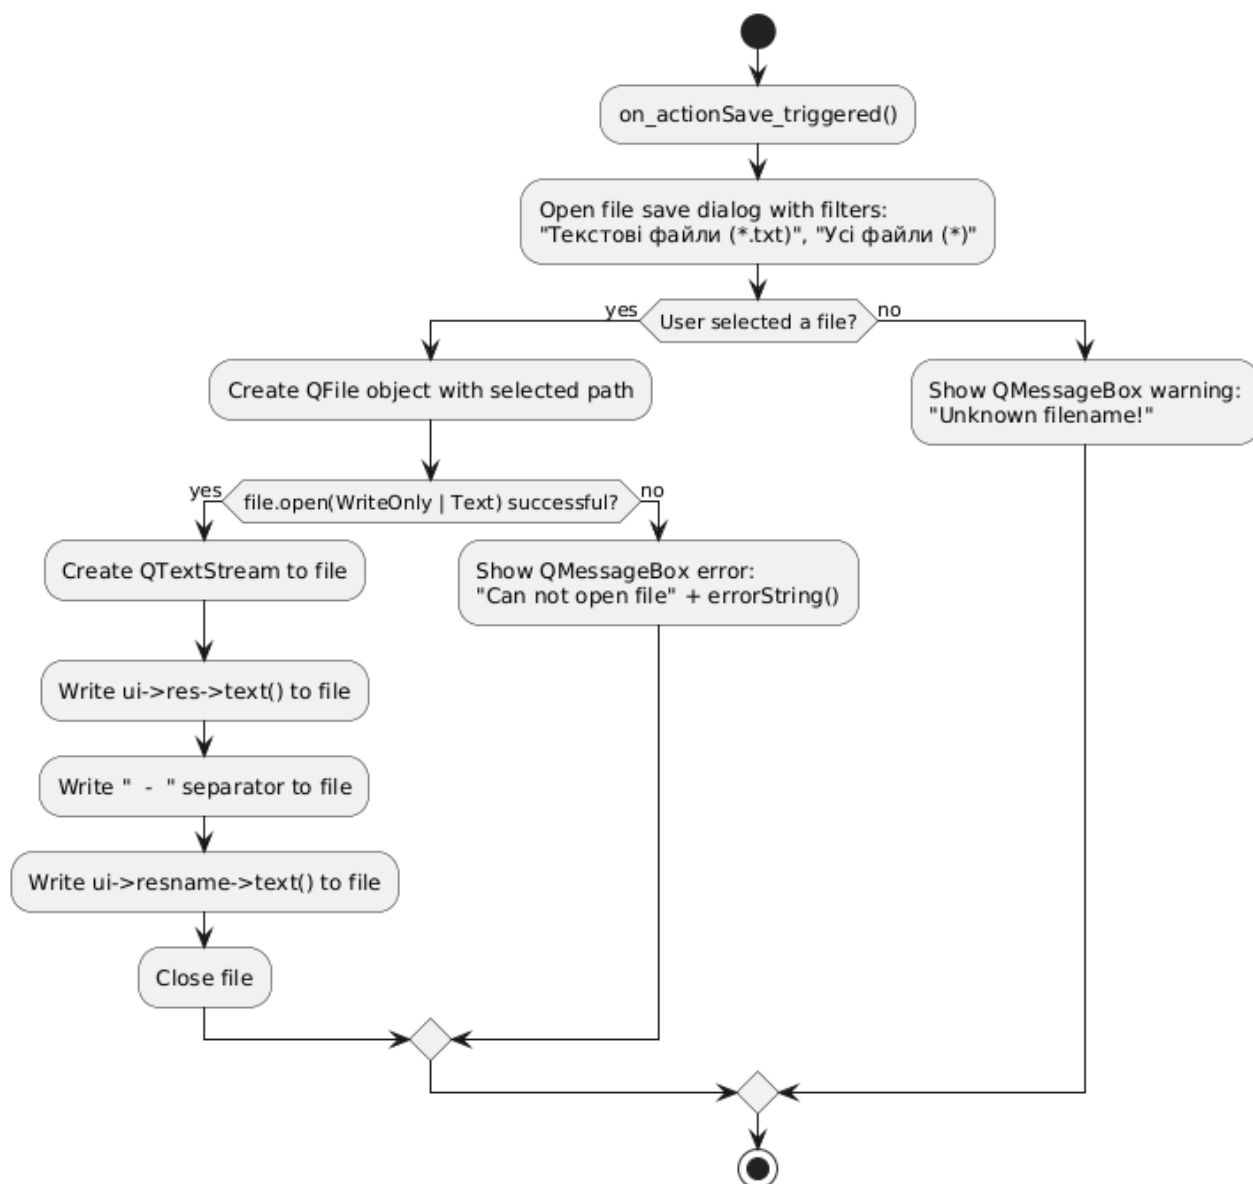 on_actionSave_triggered()
Open file save dialog with filters:
"Текстові файли (*.txt)", "Усі файли (*)"
yes
User selected a file?
no
Create QFile object with selected path
Show QMessageBox warning:
"Unknown filename!"
yes
file.open(WriteOnly | Text) successful?
no
Create QTextStream to file
Show QMessageBox error:
"Can not open file" + errorString()
Write ui->res->text() to file
Write "  -  " separator to file
Write ui->resname->text() to file
Close file